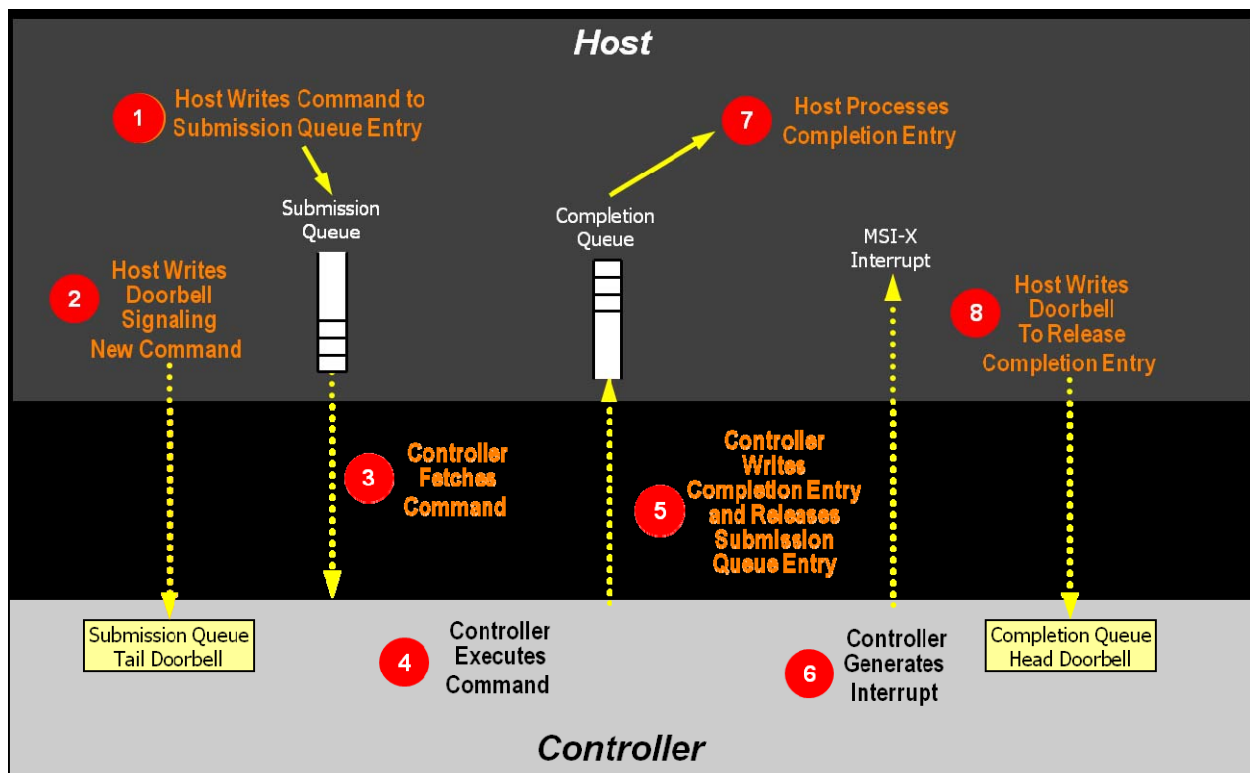 Host
1
Host Writes Command to
Submission Queue Entry
7
Host Processes
Completion Entry
Submission
Queue
Completion
Queue
MSI-X
Interrupt
2
Host Writes
Doorbell
Signaling
New Command
8
Host Writes
Doorbell
To Release
Completion Entry
3
Controller
Fetches
Command
5
Controller
Writes
Completion Entry
and Releases
Submission
Queue Entry
Submission Queue
Tail Doorbell
4
Controller
Executes
Command
6
Controller
Generates
Interrupt
Completion Queue
Head Doorbell
Controller